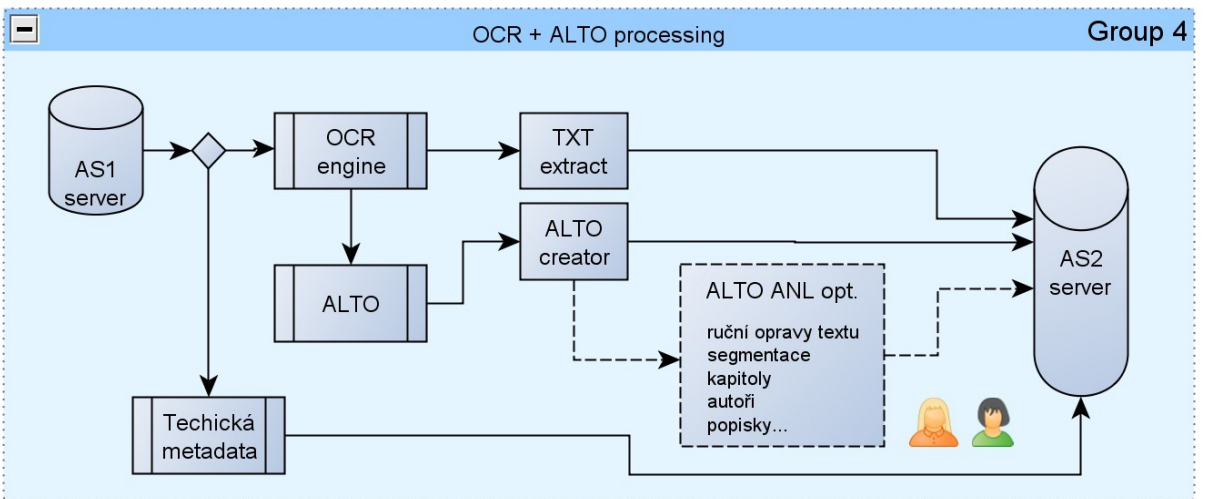 OCR + ALTO processing
Group 4
AS1
server
OCR
engine
TXT
extract
ALTO
creator
ALTO
AS2
server
ALTO ANL opt.
ruční opravy textu
segmentace
kapitoly
autoři
popisky...
Techická
metadata